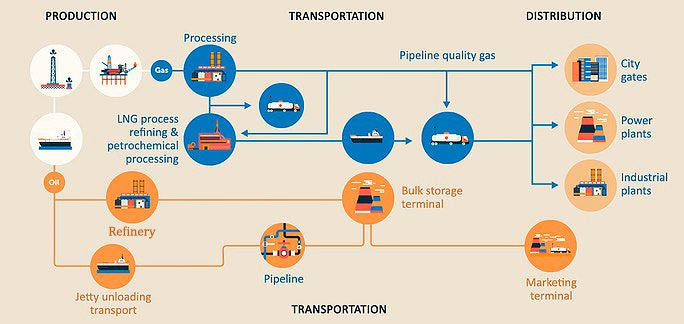 PRODUCTION
TRANSPORTATION
DISTRIBUTION
Processing
Pipeline quality gas
Gas
City
gates
LNG process
refining &
petrochemical
processing
Power
plants
Oil
Industrial
plants
Bulk storage
terminal
Refinery
Pipeline
Jetty unloading
transport
Marketing
terminal
TRANSPORTATION